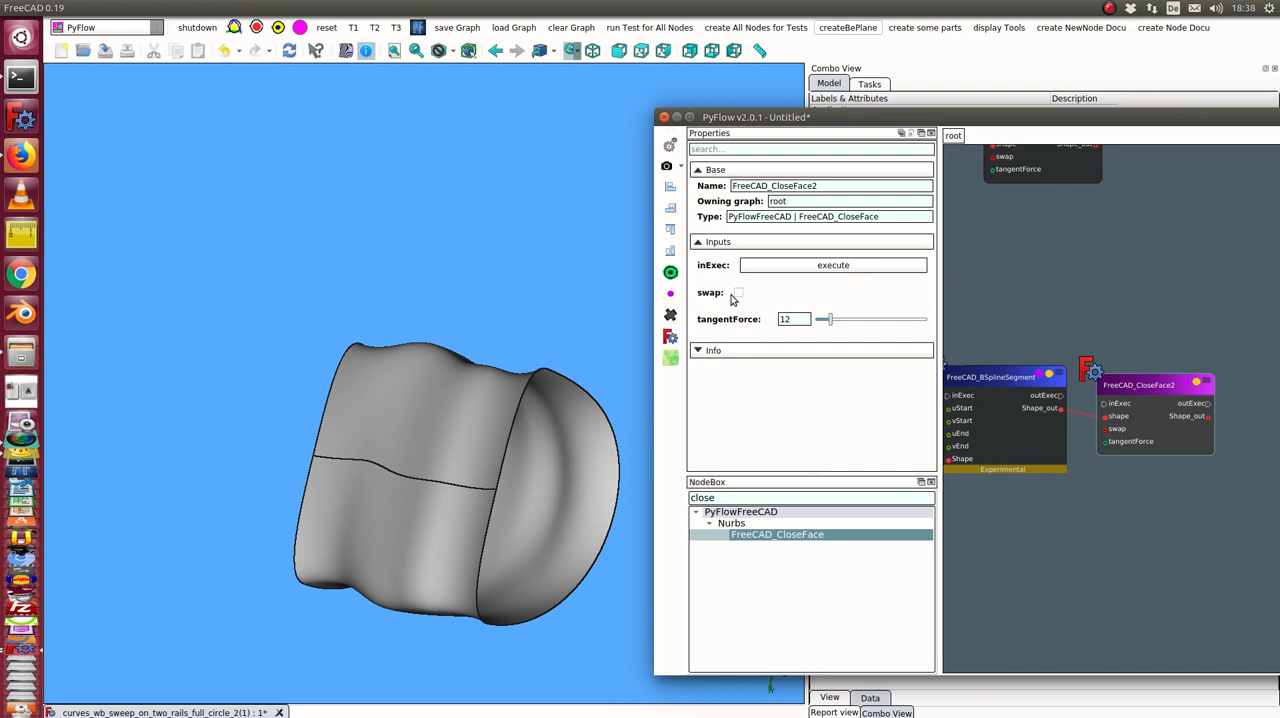 FreeCAD 0.19
De
18:38
PyFlow
shutdown
reset
T1
T2
T3
save Graph
load Graph
clear Graph
run Test for All Nodes
create All Nodes for Tests
createBePlane
create some parts
display Tools
create NewNode Docu
create Node Docu
Combo View
Model
Tasks
Labels & Attributes
Description
PyFlow v2.0.1 - Untitled*
Properties
root
search...
Base
Name:
FreeCAD_CloseFace2
Owning graph:
root
Type:
PyFlowFreeCAD | FreeCAD_CloseFace
Inputs
inExec:
execute
swap:
tangentForce:
12
Info
swap
tangentForce
FreeCAD_BSplineSegment
inExec
outExec
uStart
Shape_out
vStart
uEnd
vEnd
Shape
Experimental
FreeCAD_CloseFace2
inExec
outExec
shape
Shape_out
swap
tangentForce
NodeBox
close
PyFlowFreeCAD
Nurbs
FreeCAD_CloseFace
View
Data
Report view
Combo View
curves_wb_sweep_on_two_rails_full_circle_2(1) : 1*